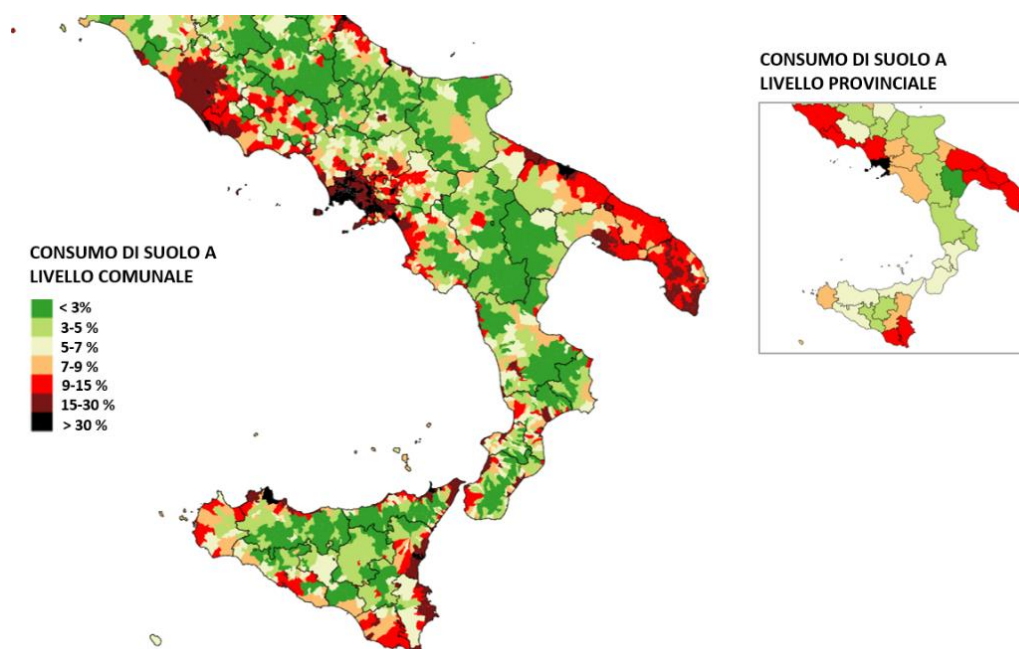 CONSUMO DI SUOLO A
LIVELLO PROVINCIALE
CONSUMO DI SUOLO A
LIVELLO COMUNALE
< 3%
3-5 %
5-7 %
7-9 %
9-15 %
15-30 %
> 30 %